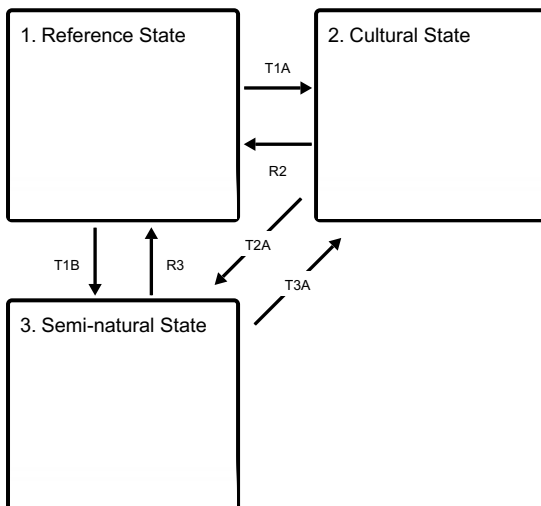 1. Reference State
2. Cultural State
T1A
R2
T1B
R3
T2A
T3A
3. Semi-natural State